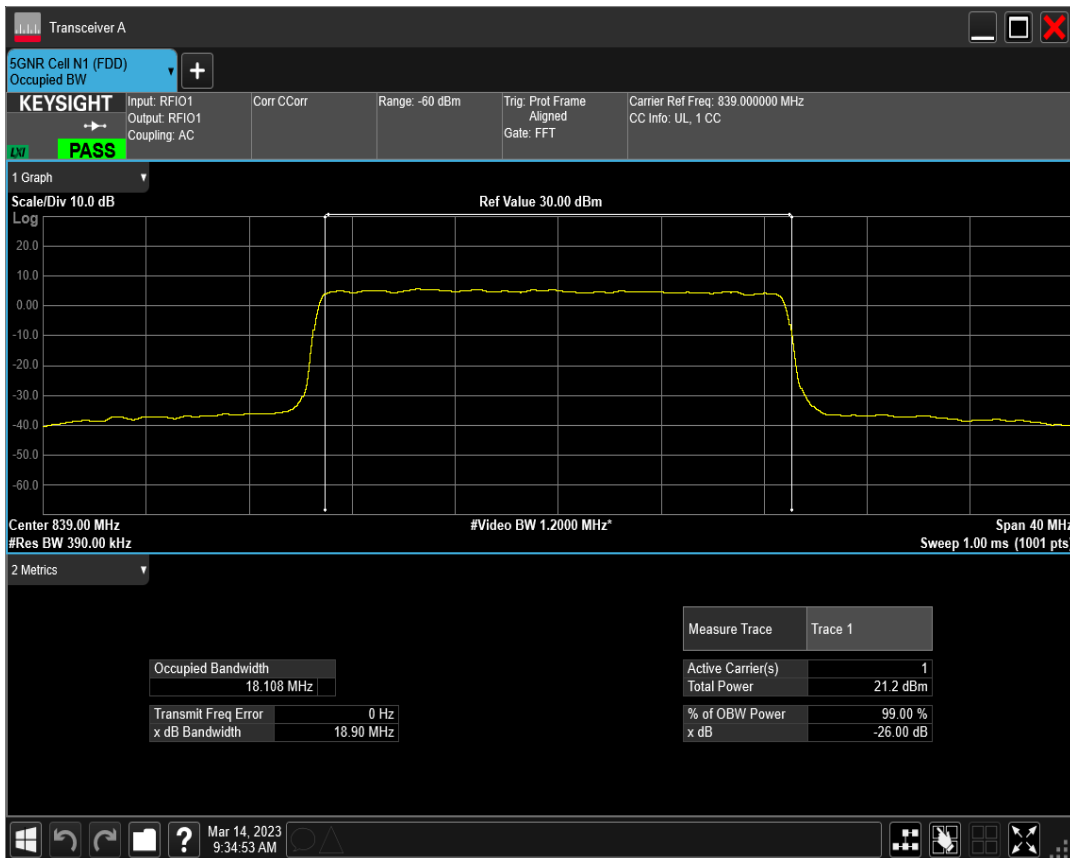 Transceiver A
5GNR Cell N1 (FDD)
Occupied BW
+
KEYSIGHT
LXI
PASS
Input: RFIO1
Output: RFIO1
Coupling: AC
Corr CCorr
Range: -60 dBm
Trig: Prot Frame
Aligned
Gate: FFT
Carrier Ref Freq: 839.000000 MHz
CC Info: UL, 1 CC
1 Graph
Scale/Div 10.0 dB
Ref Value 30.00 dBm
Log
20.0
10.0
0.00
-10.0
-20.0
-30.0
-40.0
-50.0
-60.0
Center 839.00 MHz
#Video BW 1.2000 MHz*
Span 40 MHz
#Res BW 390.00 kHz
Sweep 1.00 ms (1001 pts)
2 Metrics
Measure Trace Trace 1
Occupied Bandwidth
18.108 MHz
Active Carrier(s) 1
Total Power 21.2 dBm
Transmit Freq Error 0 Hz
x dB Bandwidth 18.90 MHz
% of OBW Power 99.00 %
x dB -26.00 dB
?
Mar 14, 2023
9:34:53 AM